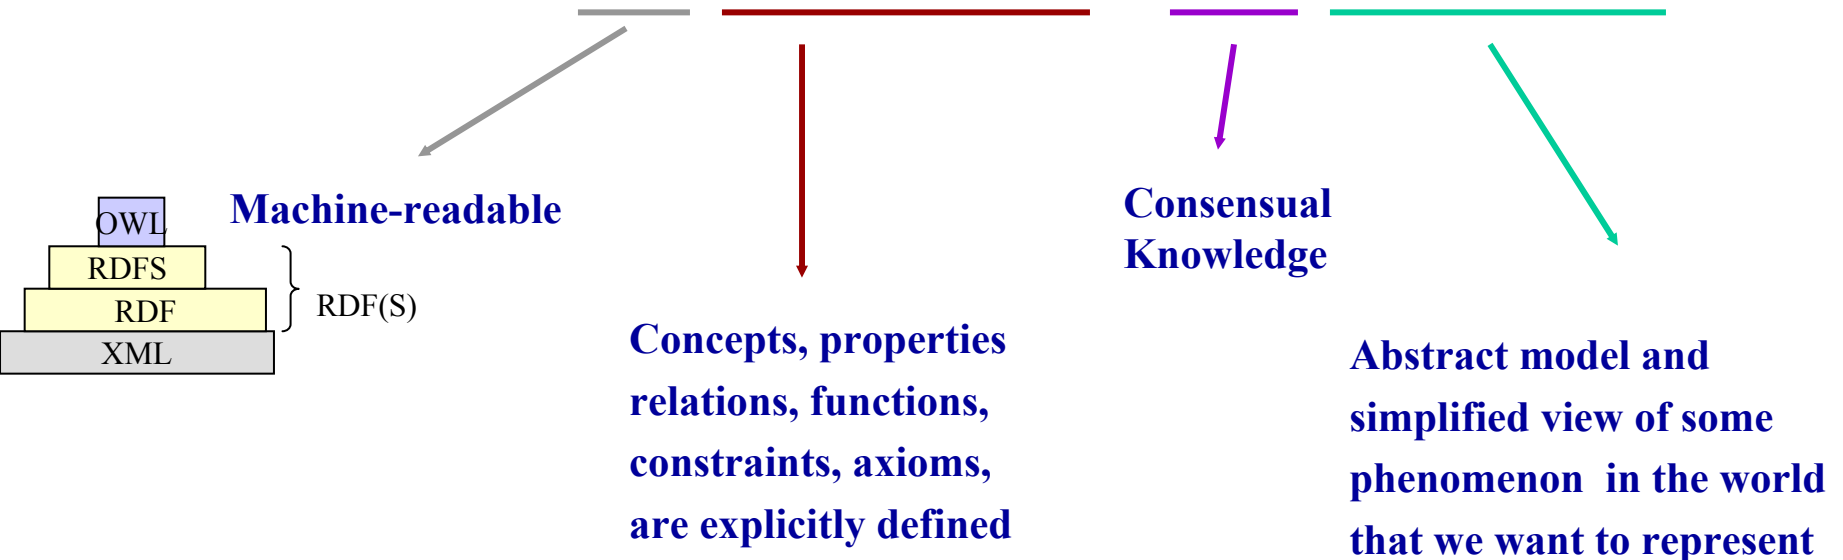 OWL
RDFS
RDF
XML
RDF(S)
Machine-readable
Concepts, properties
relations, functions,
constraints, axioms,
are explicitly defined
Consensual
Knowledge
Abstract model and
simplified view of some
phenomenon in the world
that we want to represent